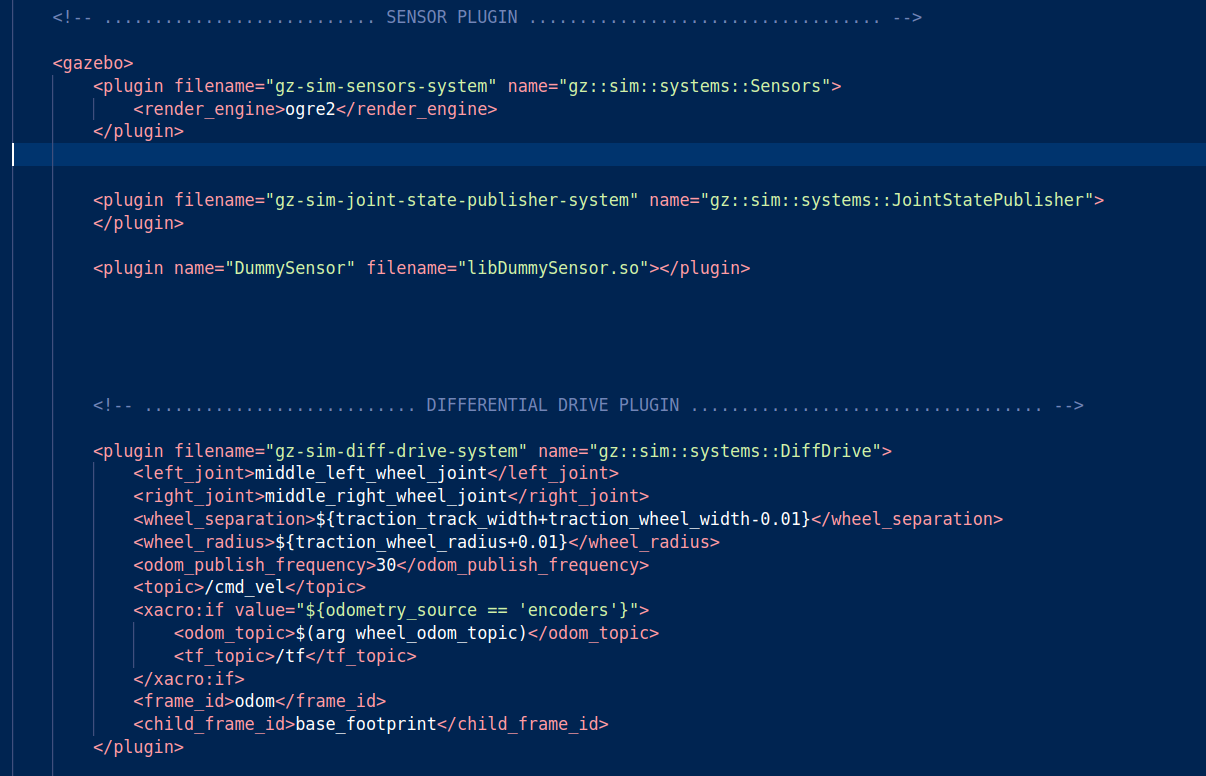 <!-- ........................... SENSOR PLUGIN ................................... -->
<gazebo>
<plugin filename="gz-sim-sensors-system" name="gz::sim::systems::Sensors">
<render_engine>ogre2</render_engine>
</plugin>
<plugin filename="gz-sim-joint-state-publisher-system" name="gz::sim::systems::JointStatePublisher">
</plugin>
<plugin name="DummySensor" filename="libDummySensor.so"></plugin>
<!-- ........................... DIFFERENTIAL DRIVE PLUGIN ................................... -->
<plugin filename="gz-sim-diff-drive-system" name="gz::sim::systems::DiffDrive">
<left_joint>middle_left_wheel_joint</left_joint>
<right_joint>middle_right_wheel_joint</right_joint>
<wheel_separation>${traction_track_width+traction_wheel_width-0.01}</wheel_separation>
<wheel_radius>${traction_wheel_radius+0.01}</wheel_radius>
<odom_publish_frequency>30</odom_publish_frequency>
<topic>/cmd_vel</topic>
<xacro:if value="${odometry_source == 'encoders'}">
<odom_topic>$(arg wheel_odom_topic)</odom_topic>
<tf_topic>/tf</tf_topic>
</xacro:if>
<frame_id>odom</frame_id>
<child_frame_id>base_footprint</child_frame_id>
</plugin>